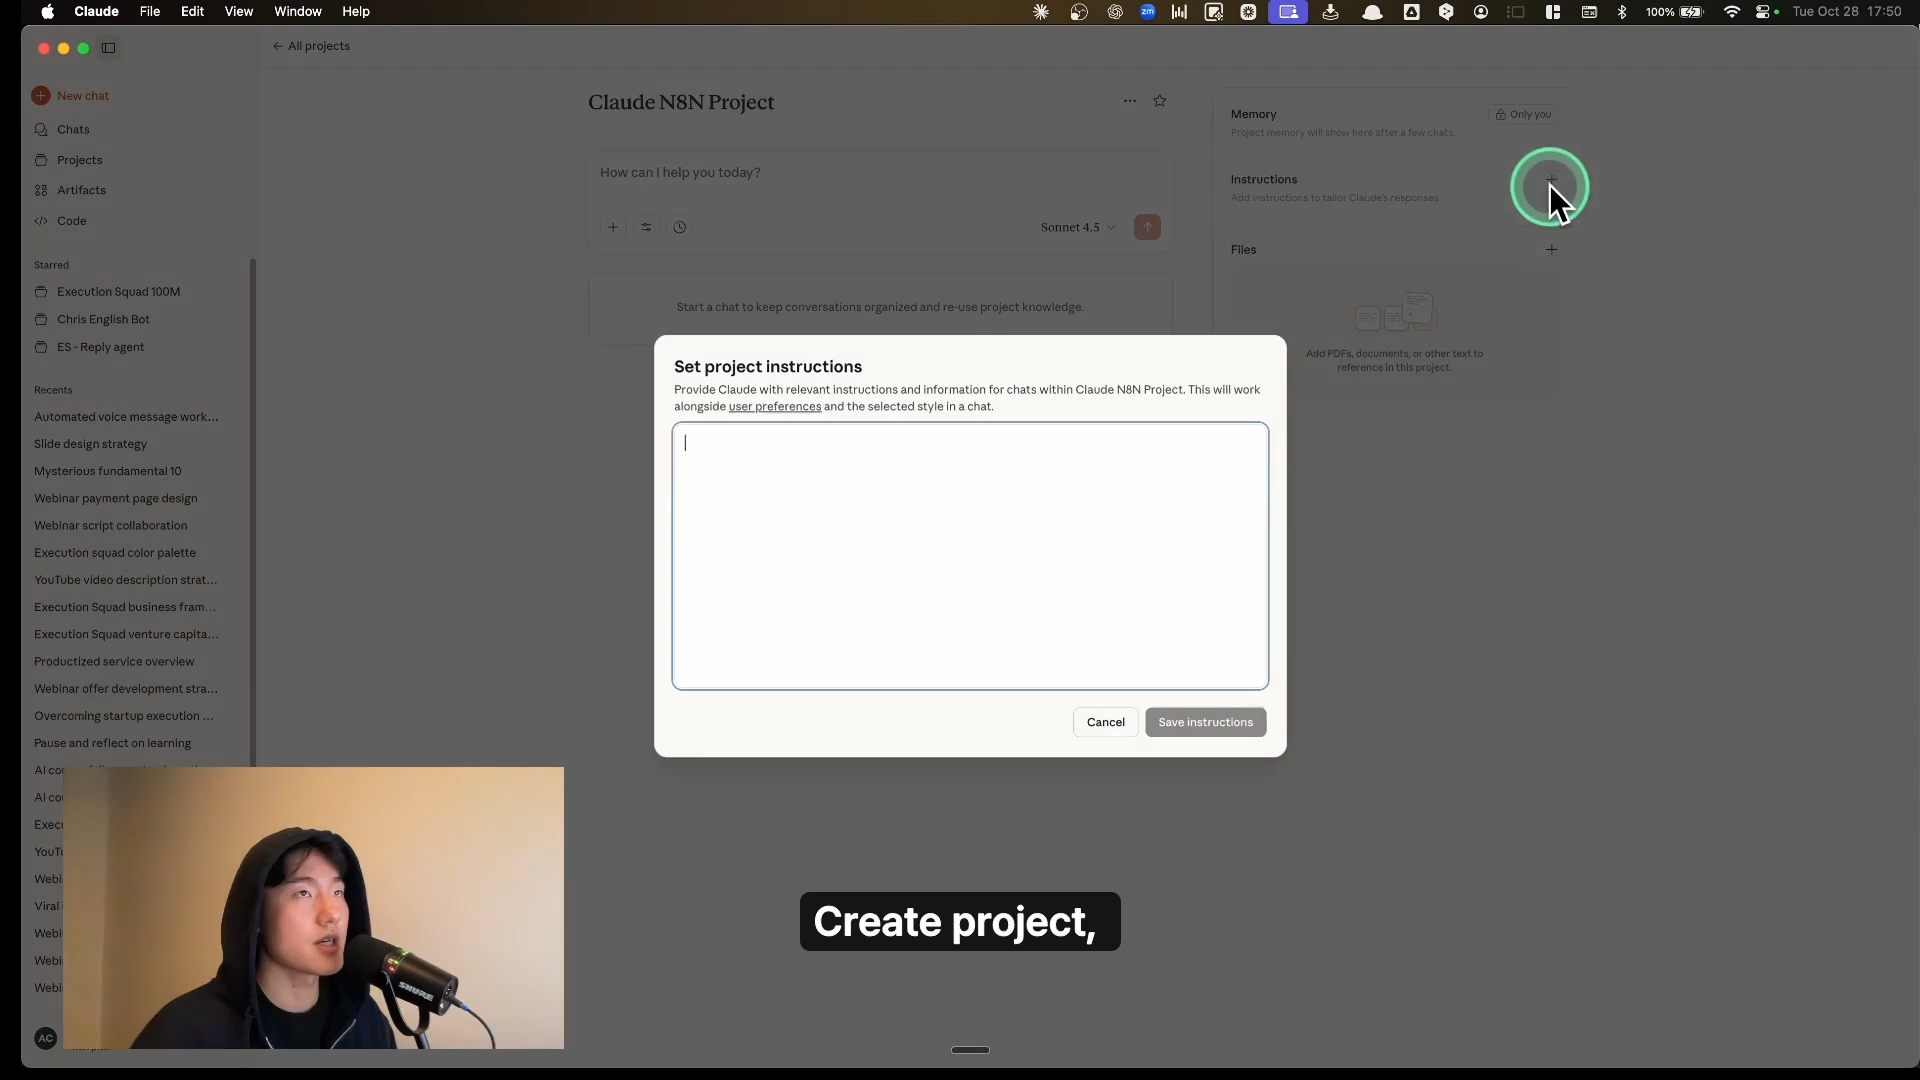 Claude File Edit View Window Help
zm
100%
Tue Oct 28 17:50
← All projects
New chat
Chats
Projects
Artifacts
Code
Starred
Execution Squad 100M
Chris English Bot
ES - Reply agent
Recents
Automated voice message work...
Slide design strategy
Mysterious fundamental 10
Webinar payment page design
Webinar script collaboration
Execution squad color palette
YouTube video description strat...
Execution Squad business fram...
Execution Squad venture capita...
Productized service overview
Webinar offer development stra...
Overcoming startup execution ...
Pause and reflect on learning
AC
Claude N8N Project
How can I help you today?
Sonnet 4.5
Start a chat to keep conversations organized and re-use project knowledge.
Memory
Only you
Project memory will show here after a few chats.
Instructions
Add instructions to tailor Claude's responses
Files
Add PDFs, documents, or other text to
reference in this project.
Set project instructions
Provide Claude with relevant instructions and information for chats within Claude N8N Project. This will work
alongside user preferences and the selected style in a chat.
Cancel
Save instructions
SHURE
Create project,